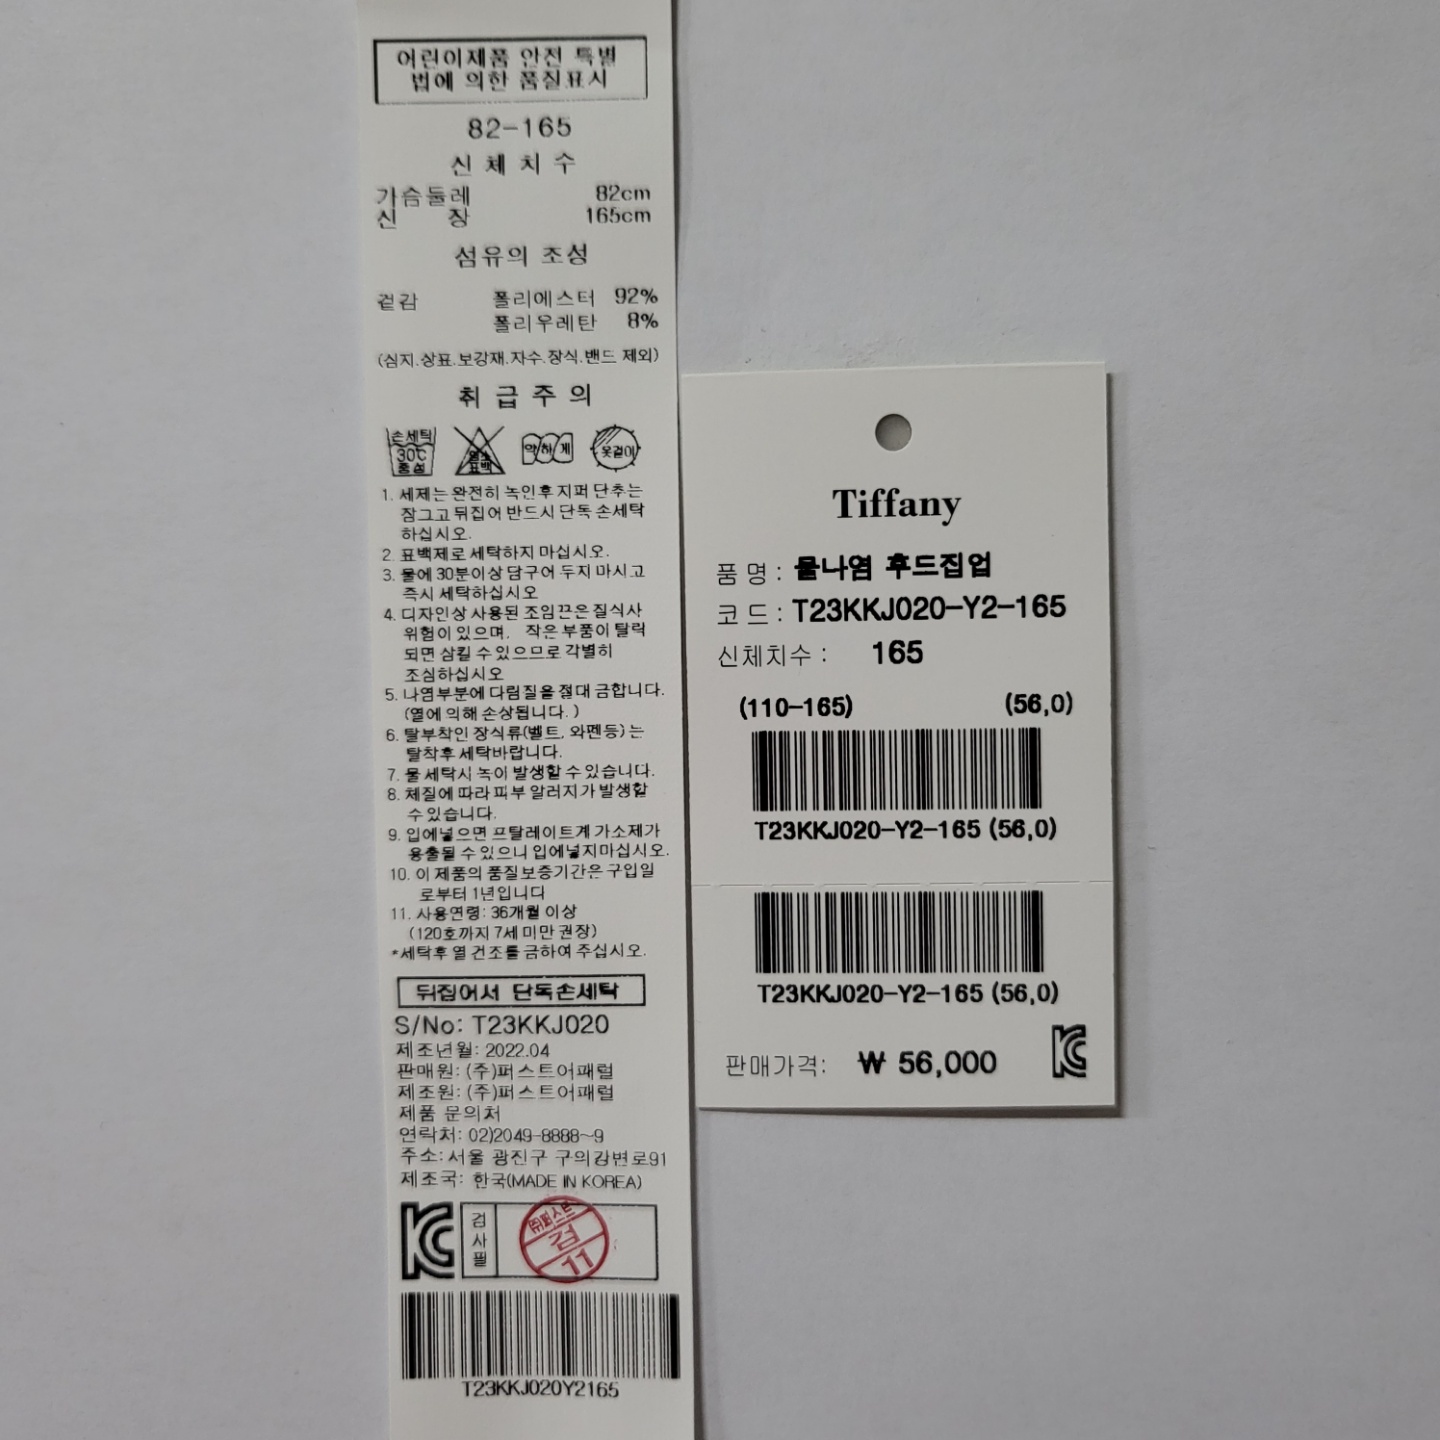 어린이제품 안전 특별
법에 의한 품질표시
82-165
신 체 치 수
가슴둘레 82cm
신 장 165cm
섬유의 조성
겉감 폴리에스터 92%
폴리우레탄 8%
(심지.상표.보강재.자수.장식.밴드 제외)
취 급 주 의
손세탁
30℃
중성
염소
표백
약하게
옷걸이
1. 세제는 완전히 녹인후 지퍼 단추는
잠그고 뒤집어 반드시 단독 손세탁
하십시오.
2. 표백제로 세탁하지 마십시오.
3. 물에 30분이상 담구어 두지 마시고
즉시 세탁하십시오
4. 디자인상 사용된 조임끈은 질식사
위험이 있으며, 작은 부품이 탈락
되면 삼킬 수 있으므로 각별히
조심하십시오
5. 나염부분에 다림질을 절대 금합니다.
(열에 의해 손상됩니다.)
6. 탈부착인 장식류(벨트, 와펜등)는
탈착후 세탁바랍니다.
7. 물 세탁시 녹이 발생할 수 있습니다.
8. 체질에 따라 피부 알러지가 발생할
수 있습니다.
9. 입에넣으면 프탈레이트계 가소제가
용출될 수 있으니 입에넣지마십시오.
10. 이 제품의 품질보증기간은 구입일
로부터 1년입니다
11. 사용연령: 36개월 이상
(120호까지 7세 미만 권장)
*세탁후 열 건조를 금하여 주십시오.
뒤집어서 단독손세탁
S/No: T23KKJ020
제조년월: 2022.04
판매원: (주)퍼스트어패럴
제조원: (주)퍼스트어패럴
제품 문의처
연락처: 02)2049-8888~9
주소: 서울 광진구 구의강변로91
제조국: 한국(MADE IN KOREA)
KC
검사필
㈜퍼스트
검
11
T23KKJ020Y2165
Tiffany
품 명 : 물나염 후드집업
코 드 : T23KKJ020-Y2-165
신체치수 : 165
(110-165) (56,0)
T23KKJ020-Y2-165 (56,0)
T23KKJ020-Y2-165 (56,0)
판매가격: ₩ 56,000
KC